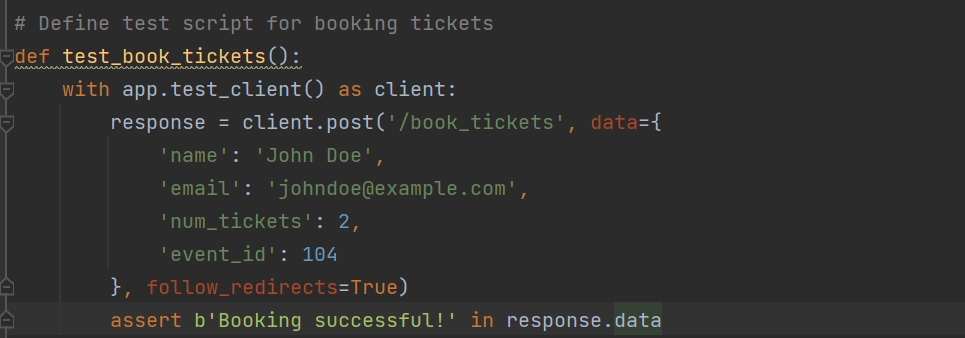 # Define test script for booking tickets
def test_book_tickets():
    with app.test_client() as client:
        response = client.post('/book_tickets', data={
            'name': 'John Doe',
            'email': 'johndoe@example.com',
            'num_tickets': 2,
            'event_id': 104
        }, follow_redirects=True)
        assert b'Booking successful!' in response.data